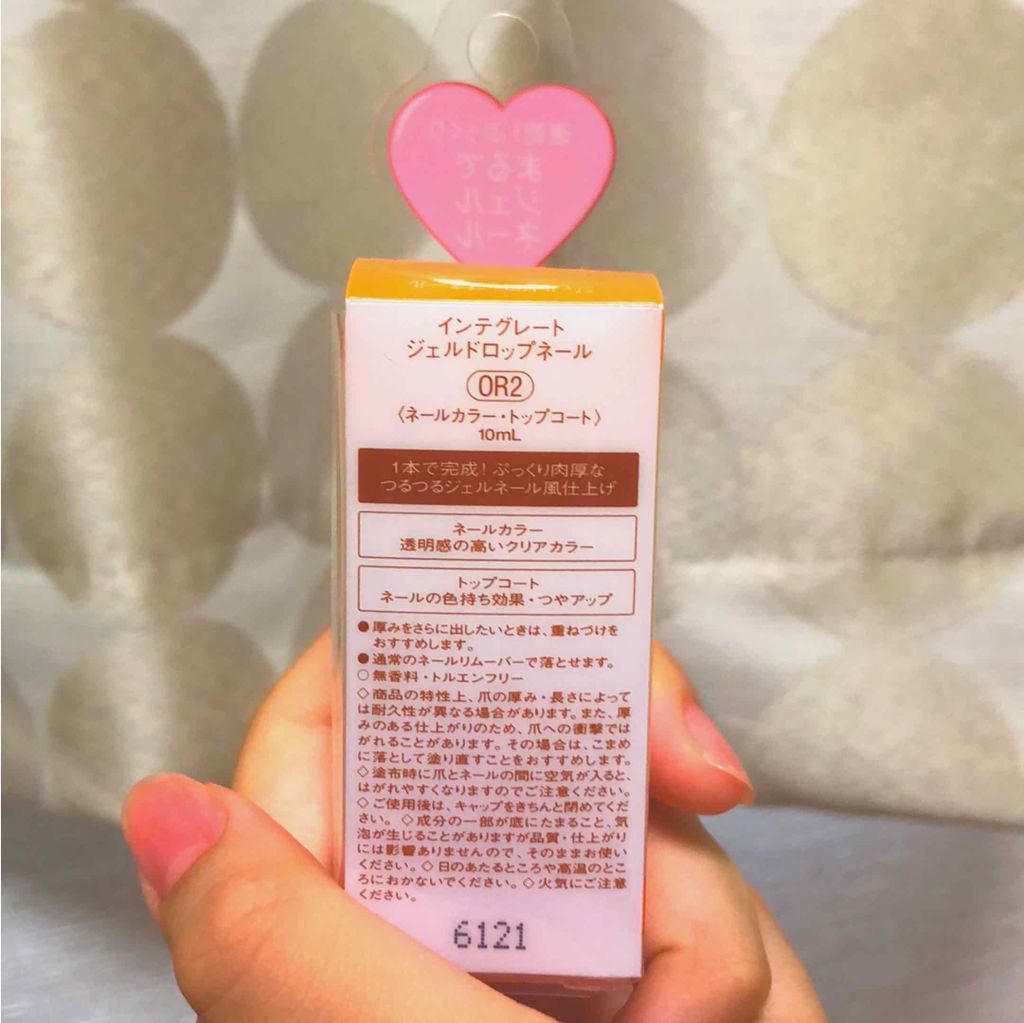 まるで
ジェル
ネール
インテグレート
ジェルドロップネール
OR2
〈ネールカラー・トップコート〉
10mL
1本で完成！ぷっくり肉厚な
つるつるジェルネール風仕上げ
ネールカラー
透明感の高いクリアカラー
トップコート
ネールの色持ち効果・つやアップ
●厚みをさらに出したいときは、重ねづけを
おすすめします。
●通常のネールリムーバーで落とせます。
○無香料・トルエンフリー
◇商品の特性上、爪の厚み・長さによって
は耐久性が異なる場合があります。また、厚
みのある仕上がりのため、爪への衝撃では
がれることがあります。その場合は、こまめ
に落として塗り直すことをおすすめします。
◇塗布時に爪とネールの間に空気が入ると、
はがれやすくなりますのでご注意ください。
◇ご使用後は、キャップをきちんと閉めてくだ
さい。◇成分の一部が底にたまること、気
泡が生じることがありますが品質・仕上がり
には影響ありませんので、そのままお使い
ください。◇日のあたるところや高温のとこ
ろにおかないでください。◇火気にご注意
ください。
6121